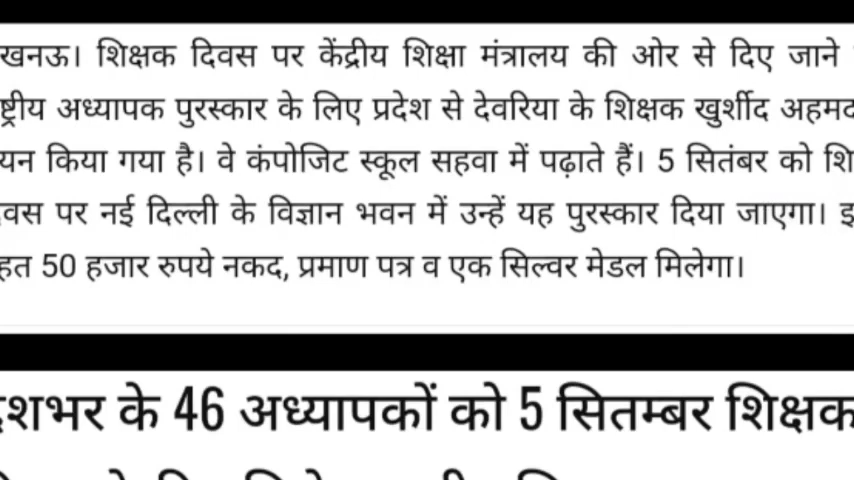 खनऊ। शिक्षक दिवस पर केंद्रीय शिक्षा मंत्रालय की ओर से दिए जाने
ष्ट्रीय अध्यापक पुरस्कार के लिए प्रदेश से देवरिया के शिक्षक खुर्शीद अहमद
यन किया गया है। वे कंपोजिट स्कूल सहवा में पढ़ाते हैं। 5 सितंबर को शि
वस पर नई दिल्ली के विज्ञान भवन में उन्हें यह पुरस्कार दिया जाएगा। इ
हत 50 हजार रुपये नकद, प्रमाण पत्र व एक सिल्वर मेडल मिलेगा।
देशभर के 46 अध्यापकों को 5 सितम्बर शिक्षक